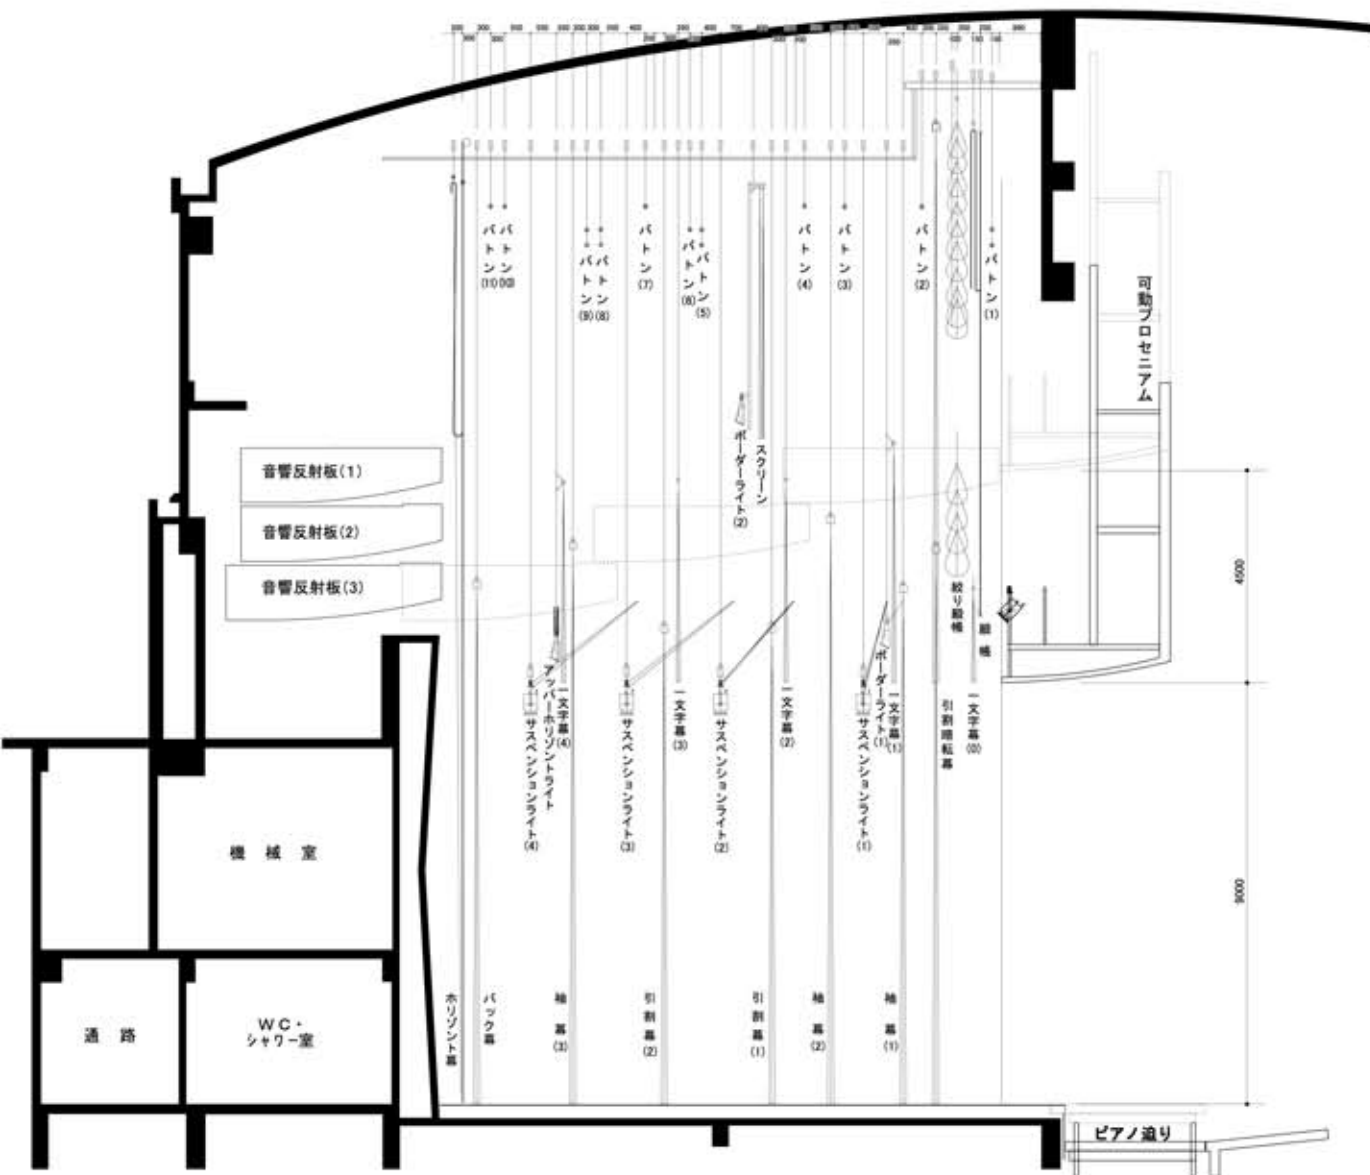 バトン(11)
バトン(10)
バトン(9)
バトン(8)
バトン(7)
バトン(6)
バトン(5)
バトン(4)
バトン(3)
バトン(2)
バトン(1)
可動プロセニアム
音響反射板(1)
音響反射板(2)
音響反射板(3)
ボーダーライト(2)
スクリーン
絞り緞帳
緞帳
4500
サスペンションライト(4)
アッパーホリゾントライト
一文字幕(4)
サスペンションライト(3)
一文字幕(3)
サスペンションライト(2)
一文字幕(2)
サスペンションライト(1)
ボーダーライト(1)
一文字幕(1)
引割暗転幕
一文字幕(0)
機械室
9000
通路
WC・
シャワー室
ホリゾント幕
バック幕
袖幕(3)
引割幕(2)
引割幕(1)
袖幕(2)
袖幕(1)
ピアノ迫り